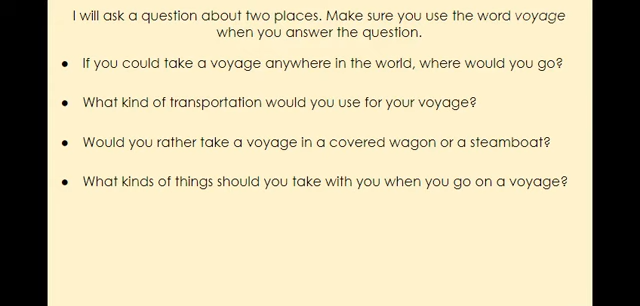 I will ask a question about two places. Make sure you use the word voyage
when you answer the question.
● If you could take a voyage anywhere in the world, where would you go?
● What kind of transportation would you use for your voyage?
● Would you rather take a voyage in a covered wagon or a steamboat?
● What kinds of things should you take with you when you go on a voyage?